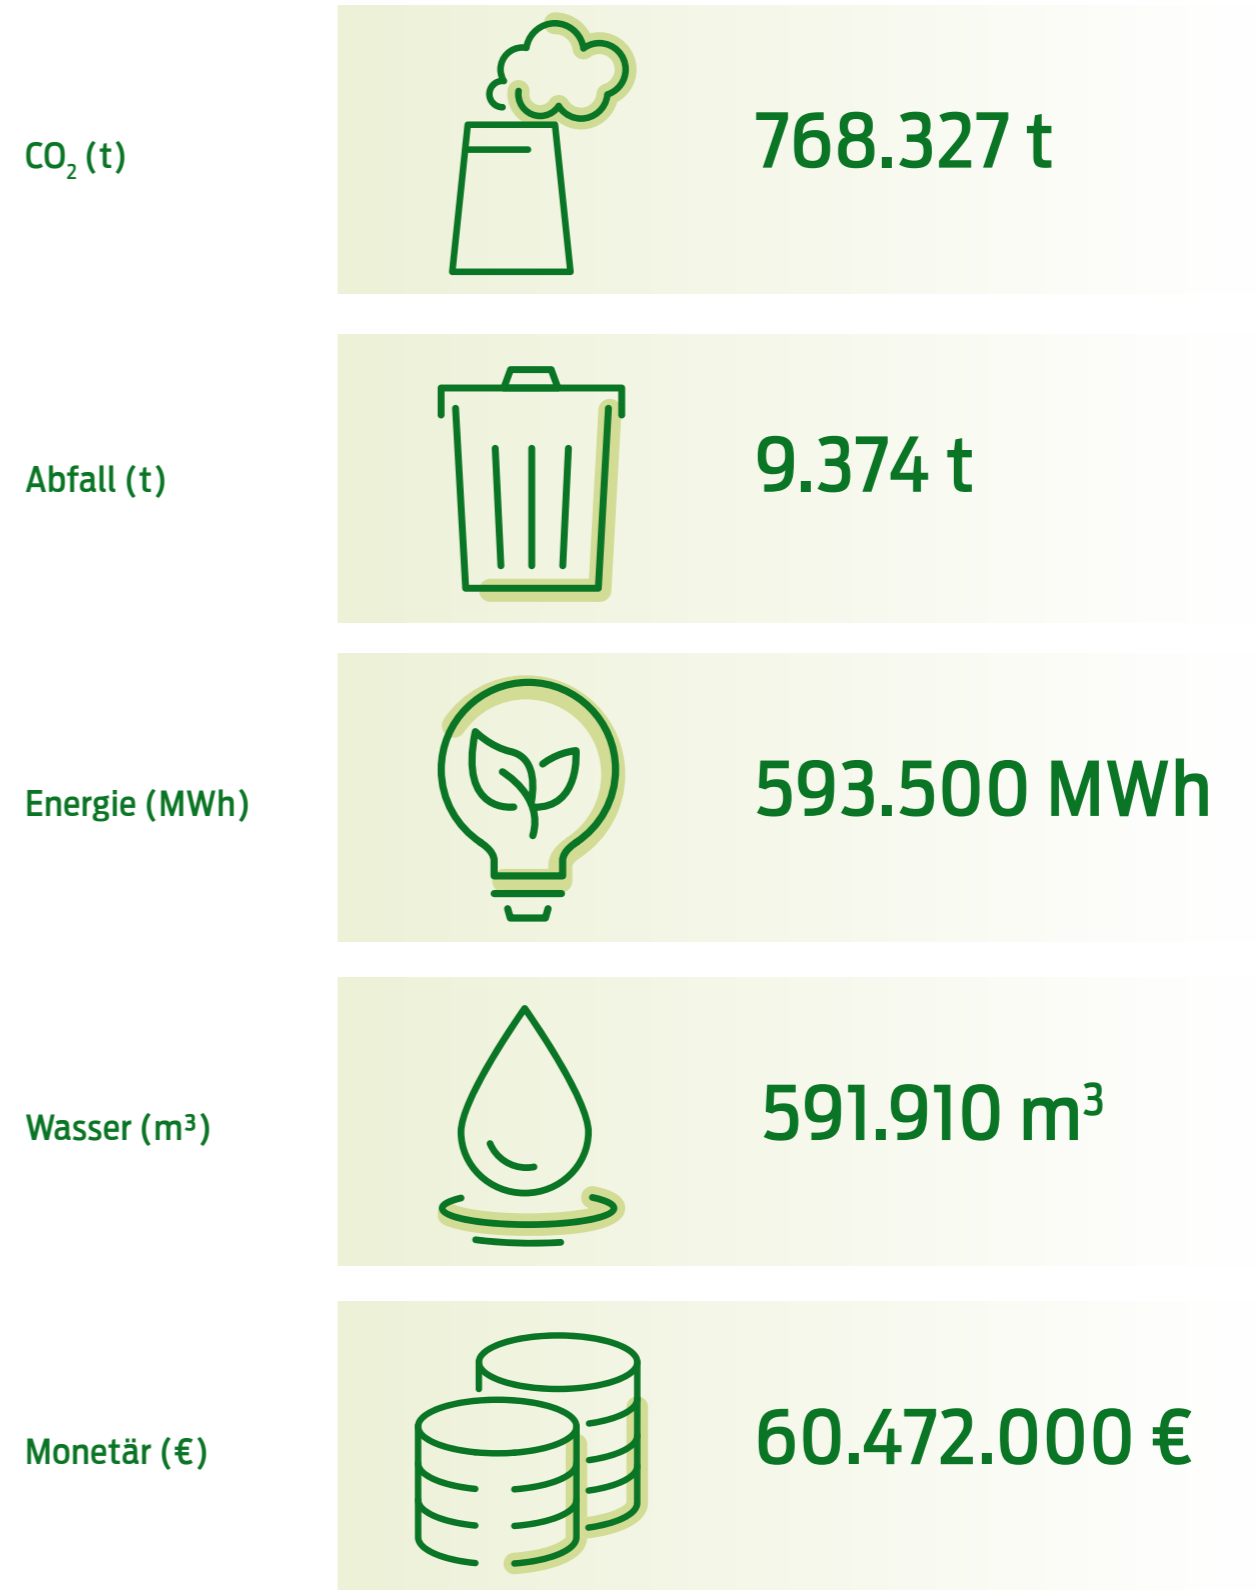 CO₂ (t)
768.327 t
Abfall (t)
9.374 t
Energie (MWh)
593.500 MWh
Wasser (m³)
591.910 m³
Monetär (€)
60.472.000 €